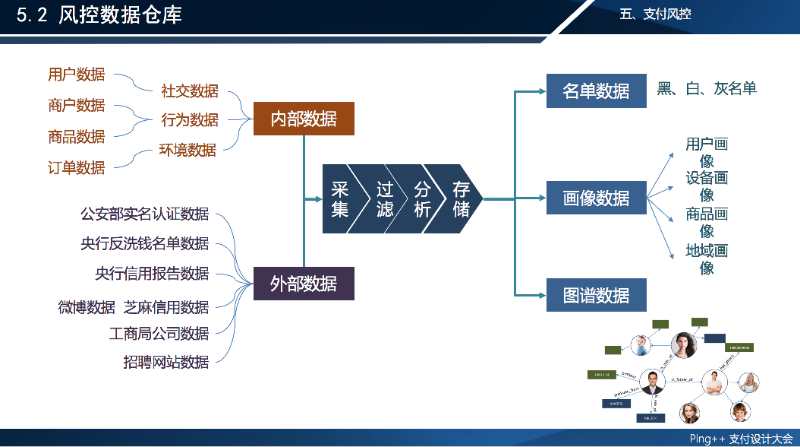 5.2 风控数据仓库
五、支付风控
用户数据
商户数据
商品数据
订单数据
社交数据
行为数据
环境数据
内部数据
公安部实名认证数据
央行反洗钱名单数据
央行信用报告数据
微博数据 芝麻信用数据
工商局公司数据
招聘网站数据
外部数据
采集
过滤
分析
存储
名单数据
黑、白、灰名单
画像数据
用户画
像
设备画
像
商品画
像
地域画
像
图谱数据
Ping++ 支付设计大会